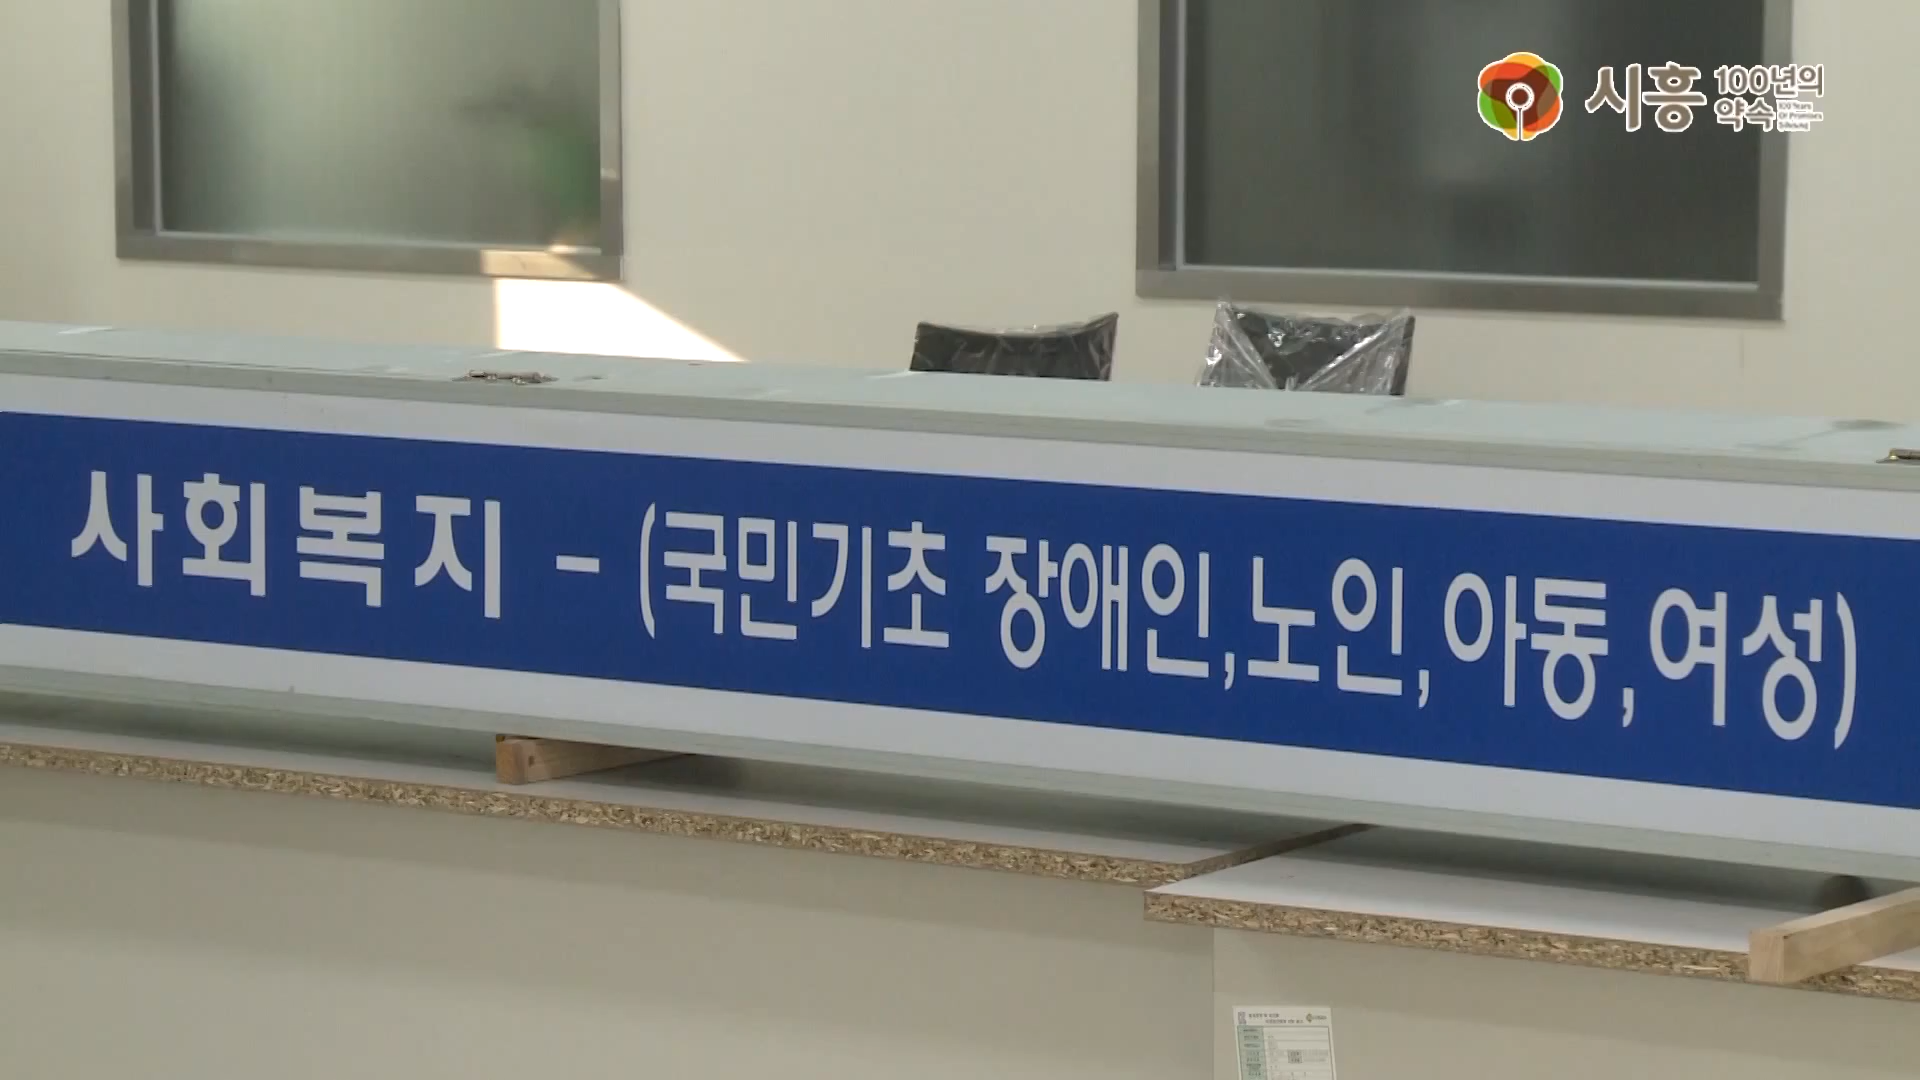 시흥 100년의
약속
사회복지 - (국민기초 장애인,노인,아동,여성)